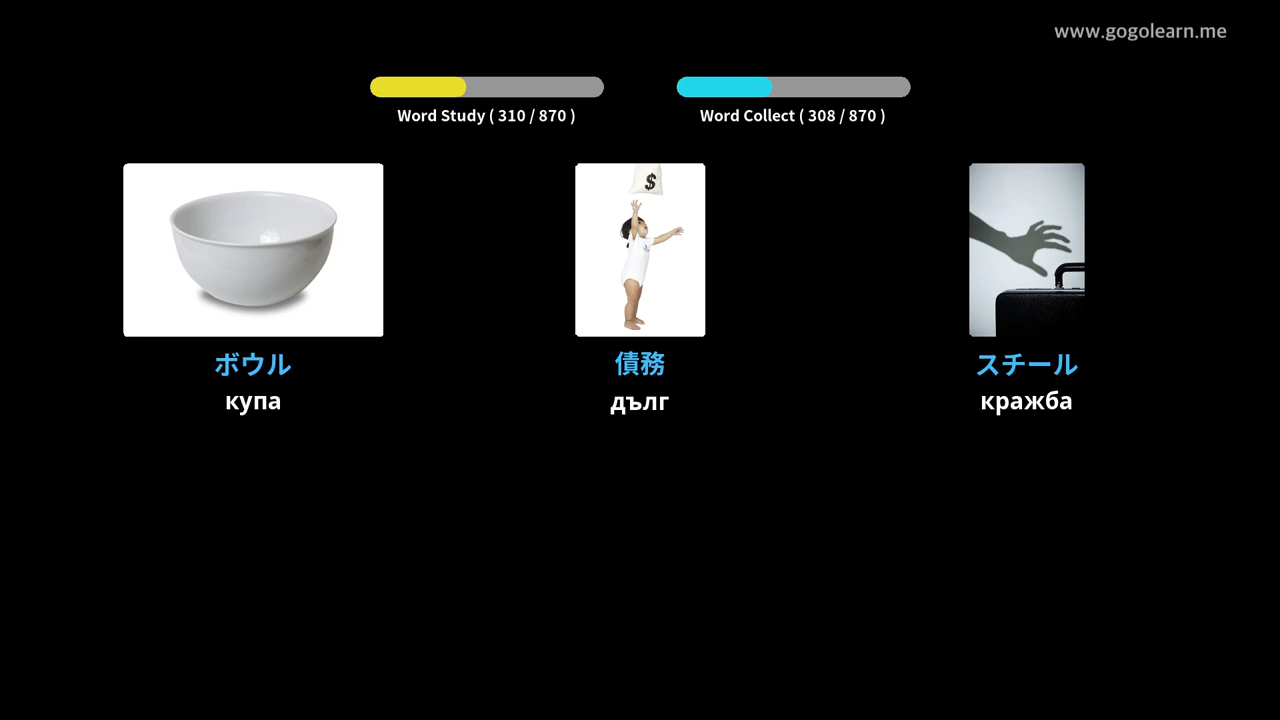 www.gogolearn.me
Word Study ( 310 / 870 )
Word Collect ( 308 / 870 )
$
ボウル
купа
債務
дълг
スチール
кражба